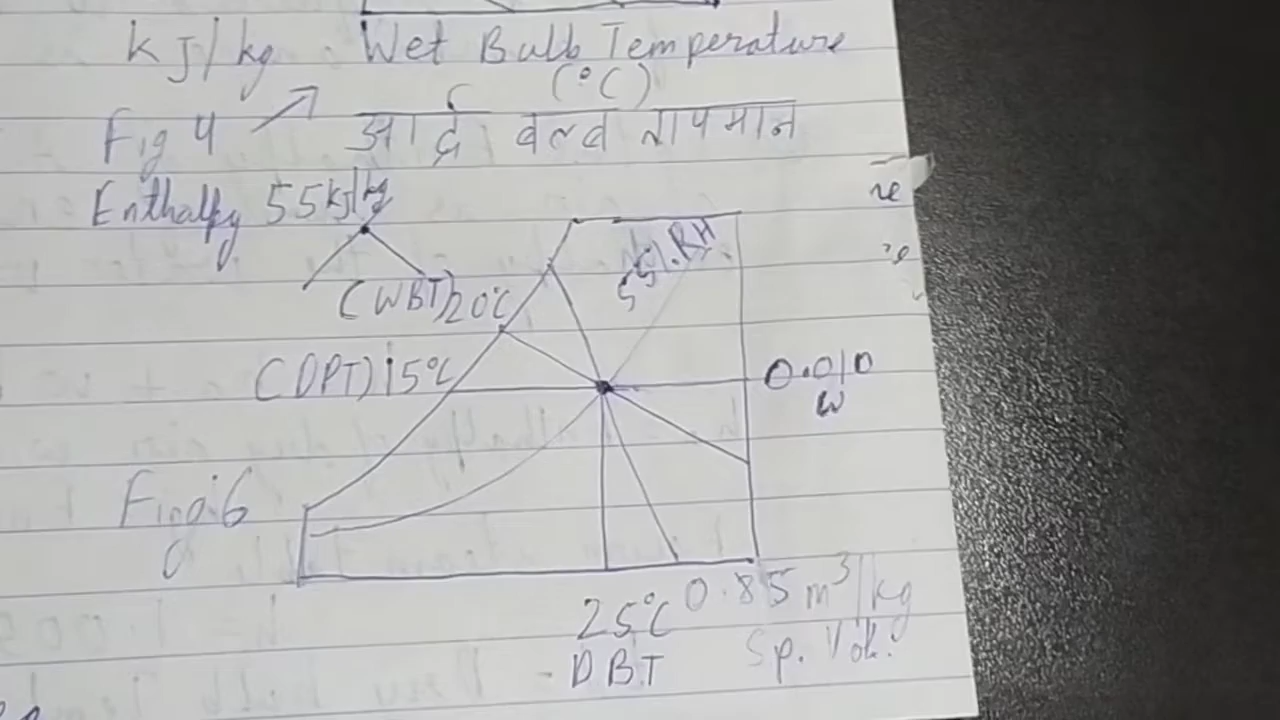 kJ/kg Wet Bulb Temperature
(°C)
Fig 4 आर्द्र बल्ब तापमान
Enthalpy 55kJ/kg
55%.RH
(WBT)20°C
(DPT)15°C
0.010
W
Fig:6
25°C 0.85 m³/kg
DBT Sp. Vol.